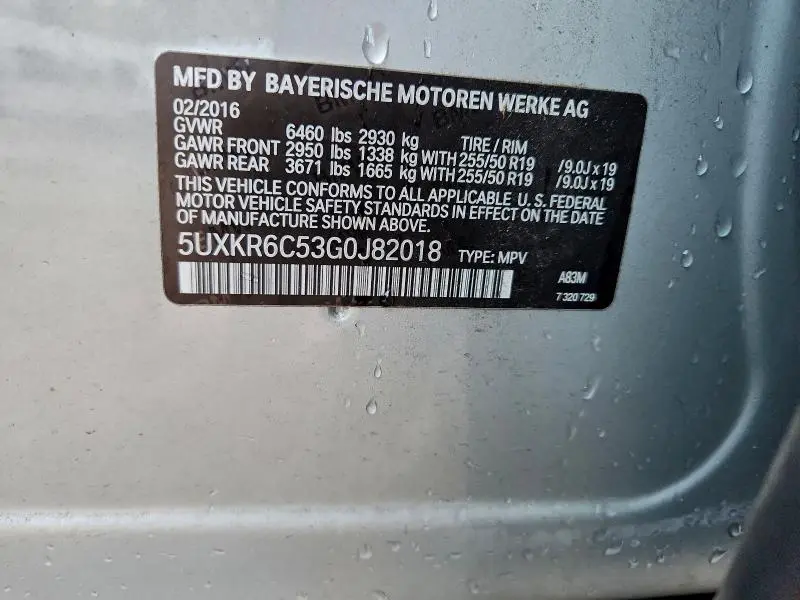 MFD BY BAYERISCHE MOTOREN WERKE AG
02/2016
GVWR 6460 lbs 2930 kg TIRE / RIM
GAWR FRONT 2950 lbs 1338 kg WITH 255/50 R19 /9.0J x 19
GAWR REAR 3671 lbs 1665 kg WITH 255/50 R19 /9.0J x 19
THIS VEHICLE CONFORMS TO ALL APPLICABLE U. S. FEDERAL
MOTOR VEHICLE SAFETY STANDARDS IN EFFECT ON THE DATE
OF MANUFACTURE SHOWN ABOVE.
5UXKR6C53G0J82018 TYPE: MPV
A83M
7 320 729